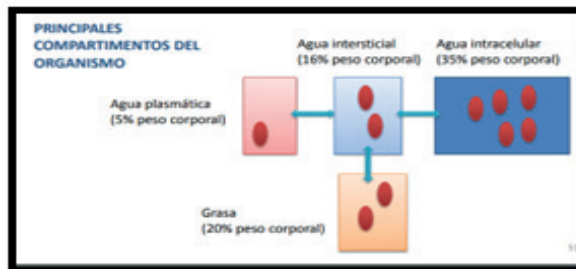 PRINCIPALES
COMPARTIMENTOS DEL
ORGANISMO
Agua intersticial
(16% peso corporal)
Agua intracelular
(35% peso corporal)
Agua plasmática
(5% peso corporal)
Grasa
(20% peso corporal)